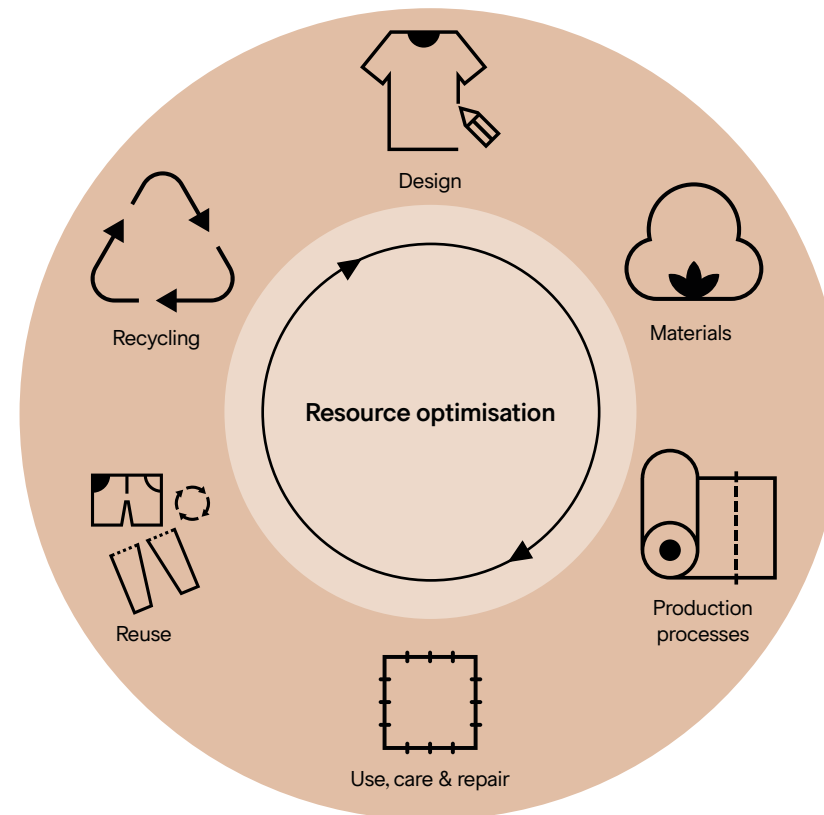 Design
Materials
Production
processes
Use, care & repair
Reuse
Recycling
Resource optimisation